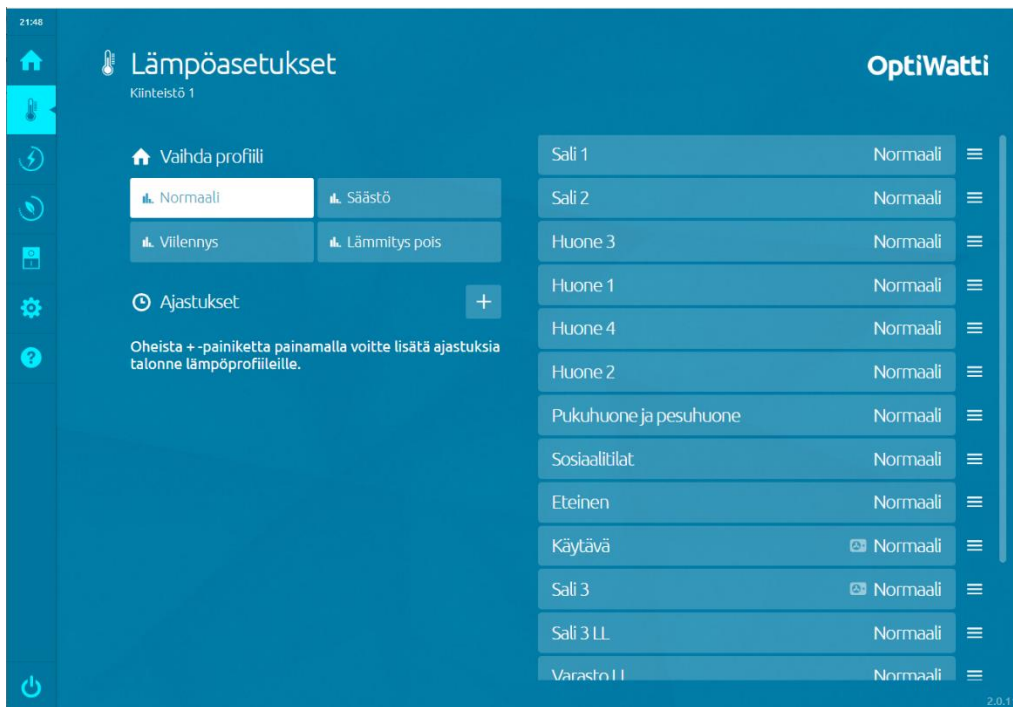 21:48
Lämpöasetukset
Kiinteistö 1
OptiWatti
Vaihda profiili
Normaali
Säästö
Viilennys
Lämmitys pois
Ajastukset
+
Oheista + -painiketta painamalla voitte lisätä ajastuksia
talonne lämpöprofiileille.
Sali 1 Normaali
Sali 2 Normaali
Huone 3 Normaali
Huone 1 Normaali
Huone 4 Normaali
Huone 2 Normaali
Pukuhuone ja pesuhuone Normaali
Sosiaalitilat Normaali
Eteinen Normaali
Käytävä Normaali
Sali 3 Normaali
Sali 3 LL Normaali
Varasto LL Normaali
2.0.1